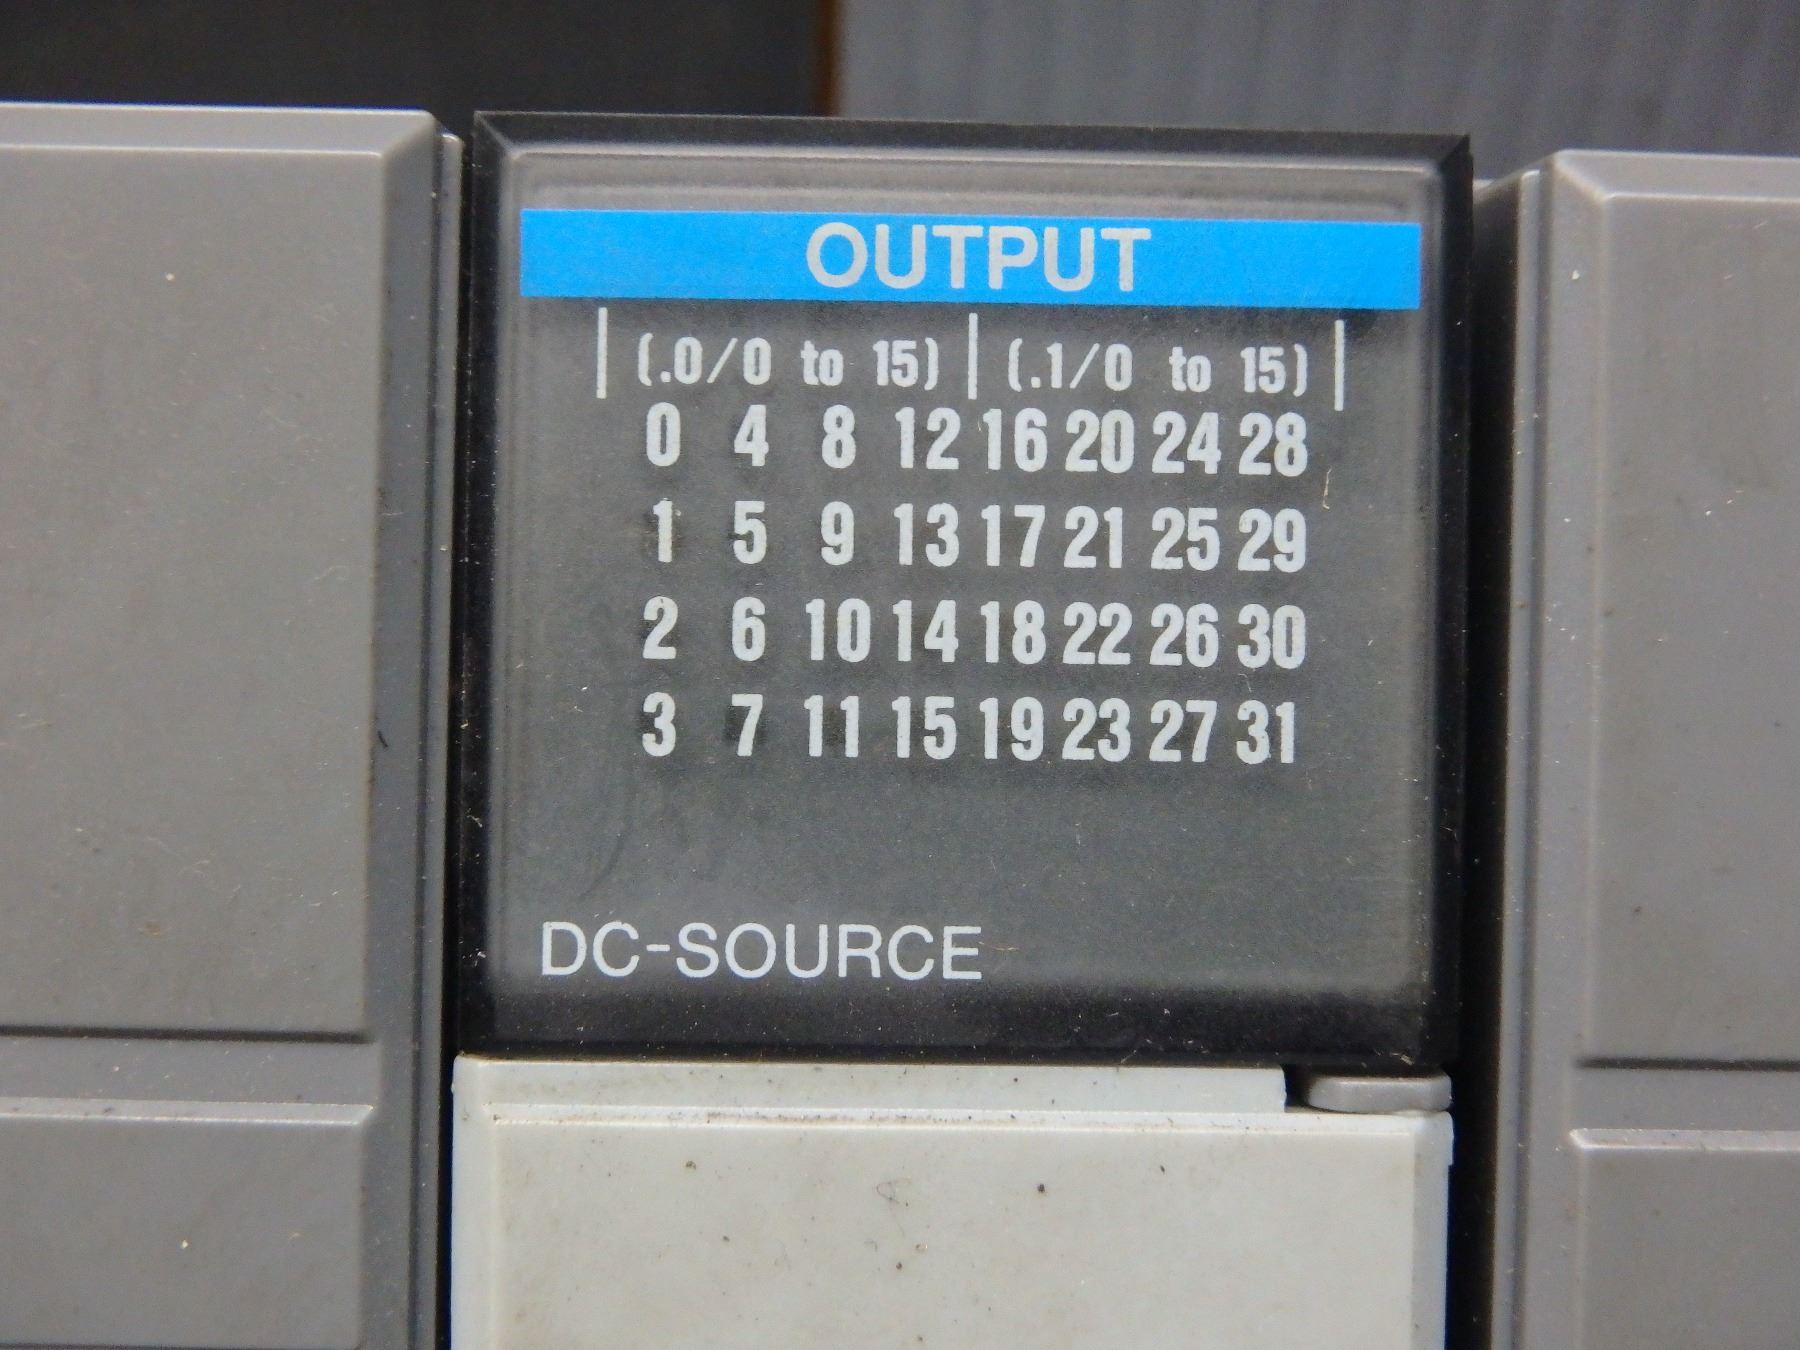 OUTPUT
(.0/0 to 15) (.1/0 to 15)
0 4 8 12 16 20 24 28
1 5 9 13 17 21 25 29
2 6 10 14 18 22 26 30
3 7 11 15 19 23 27 31
DC-SOURCE